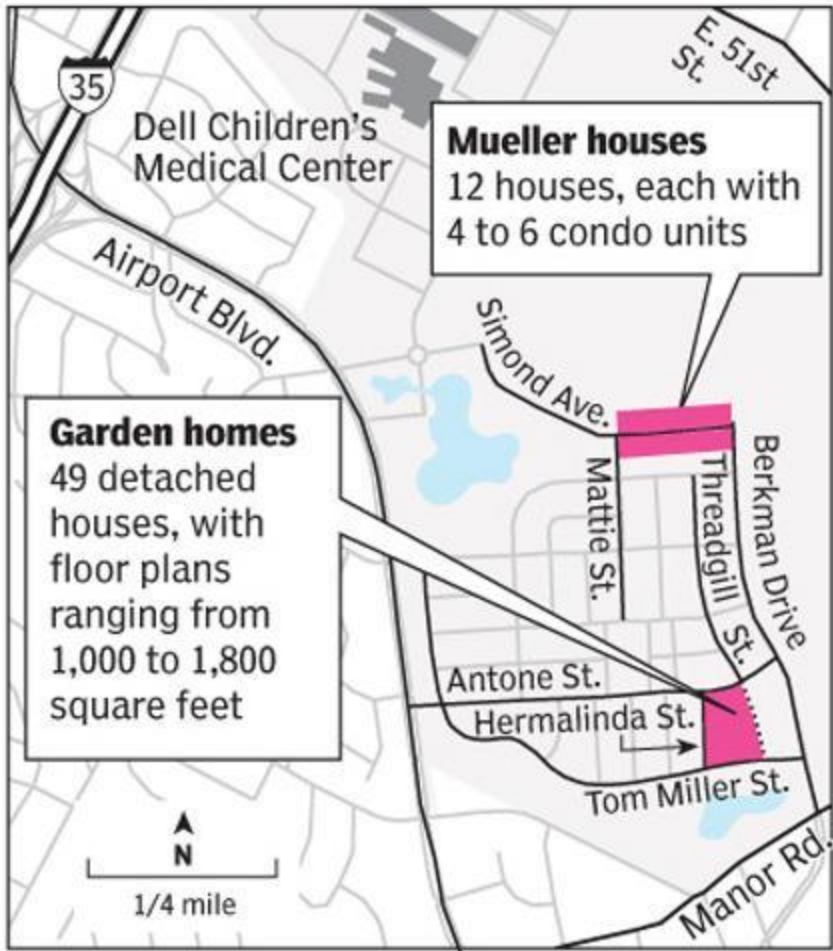 E. 51st
St.
35
Dell Children's
Medical Center
Mueller houses
12 houses, each with
4 to 6 condo units
Airport Blvd.
Simond Ave.
Garden homes
49 detached
houses, with
floor plans
ranging from
1,000 to 1,800
square feet
Mattie St.
Threadgill St.
Berkman Drive
Antone St.
Hermalinda St.
Tom Miller St.
Manor Rd.
N
1/4 mile